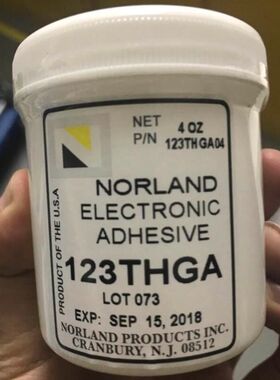 NET 4 OZ
P/N 123THGA04
NORLAND
ELECTRONIC
ADHESIVE
123THGA
LOT 073
EXP: SEP 15, 2018
NORLAND PRODUCTS INC.
CRANBURY, N.J. 08512
PRODUCT OF THE U.S.A